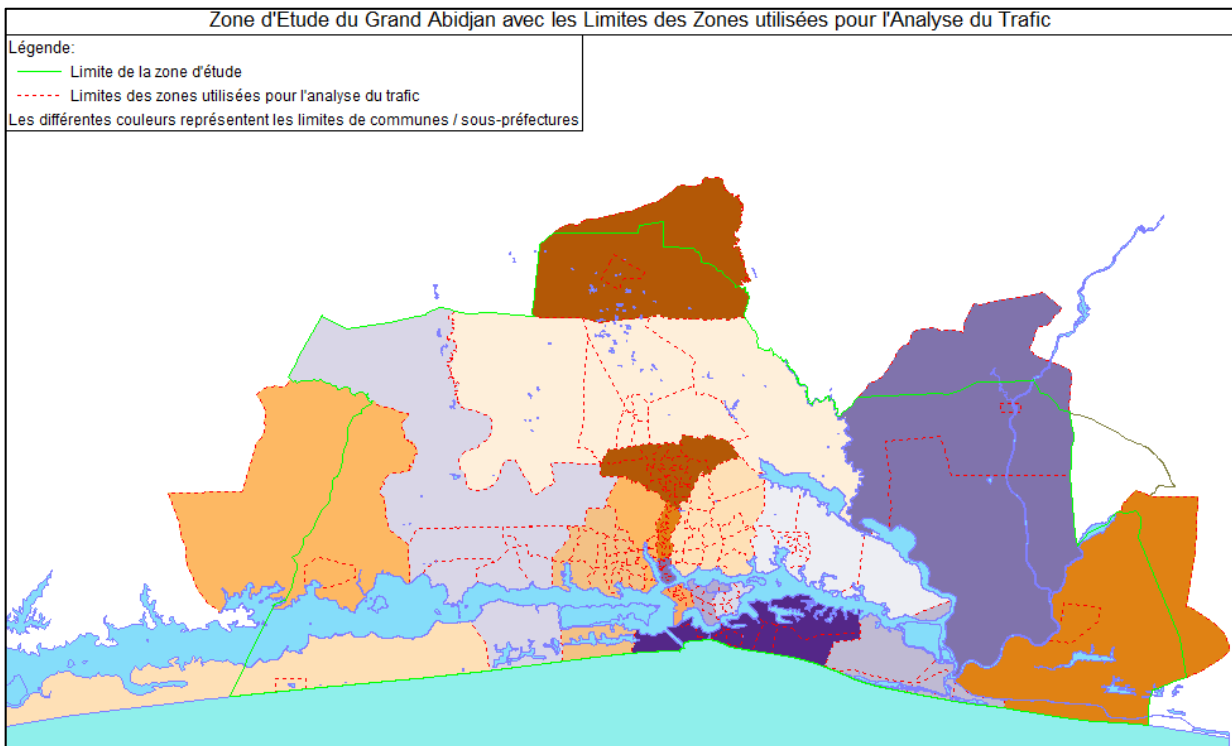 Zone d'Etude du Grand Abidjan avec les Limites des Zones utilisées pour l'Analyse du Trafic
Légende:
Limite de la zone d'étude
Limites des zones utilisées pour l'analyse du trafic
Les différentes couleurs représentent les limites de communes / sous-préfectures